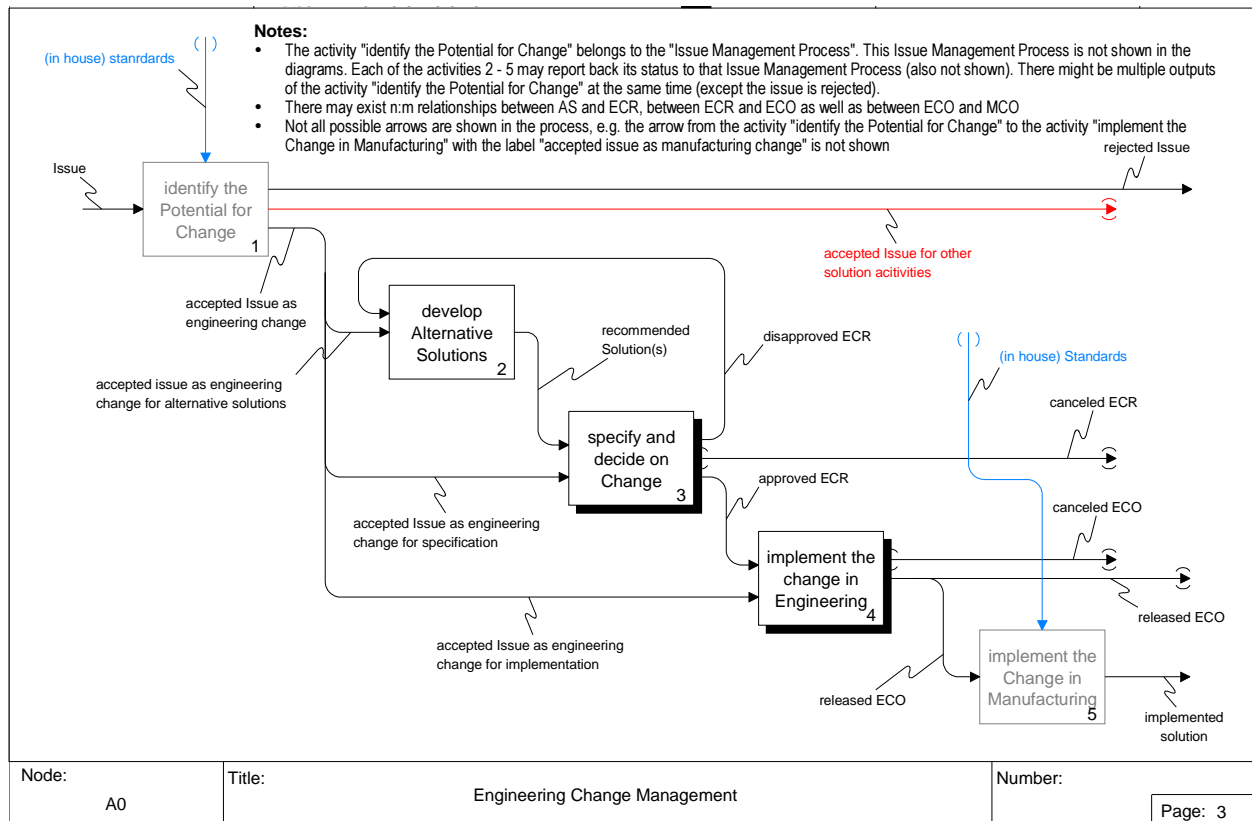 Notes:
• The activity "identify the Potential for Change" belongs to the "Issue Management Process". This Issue Management Process is not shown in the
diagrams. Each of the activities 2 - 5 may report back its status to that Issue Management Process (also not shown). There might be multiple outputs
of the activity "identify the Potential for Change" at the same time (except the issue is rejected).
• There may exist n:m relationships between AS and ECR, between ECR and ECO as well as between ECO and MCO
• Not all possible arrows are shown in the process, e.g. the arrow from the activity "identify the Potential for Change" to the activity "implement the
Change in Manufacturing" with the label "accepted issue as manufacturing change" is not shown
(in house) stanrdards
Issue
identify the
Potential for
Change
1
rejected Issue
accepted Issue for other
solution acitivities
accepted Issue as
engineering change
develop
Alternative
Solutions
2
recommended
Solution(s)
disapproved ECR
(in house) Standards
accepted issue as engineering
change for alternative solutions
canceled ECR
specify and
decide on
Change
3
approved ECR
accepted Issue as engineering
change for specification
canceled ECO
implement the
change in
Engineering
4
released ECO
accepted Issue as engineering
change for implementation
released ECO
implement the
Change in
Manufacturing
5
implemented
solution
Node:
A0
Title:
Engineering Change Management
Number:
Page: 3